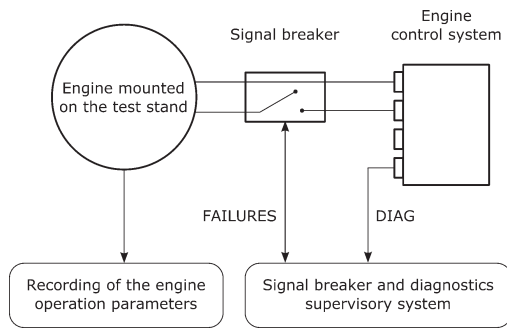 Engine
control system
Signal breaker
Engine mounted
on the test stand
FAILURES
DIAG
Recording of the engine
operation parameters
Signal breaker and diagnostics
supervisory system